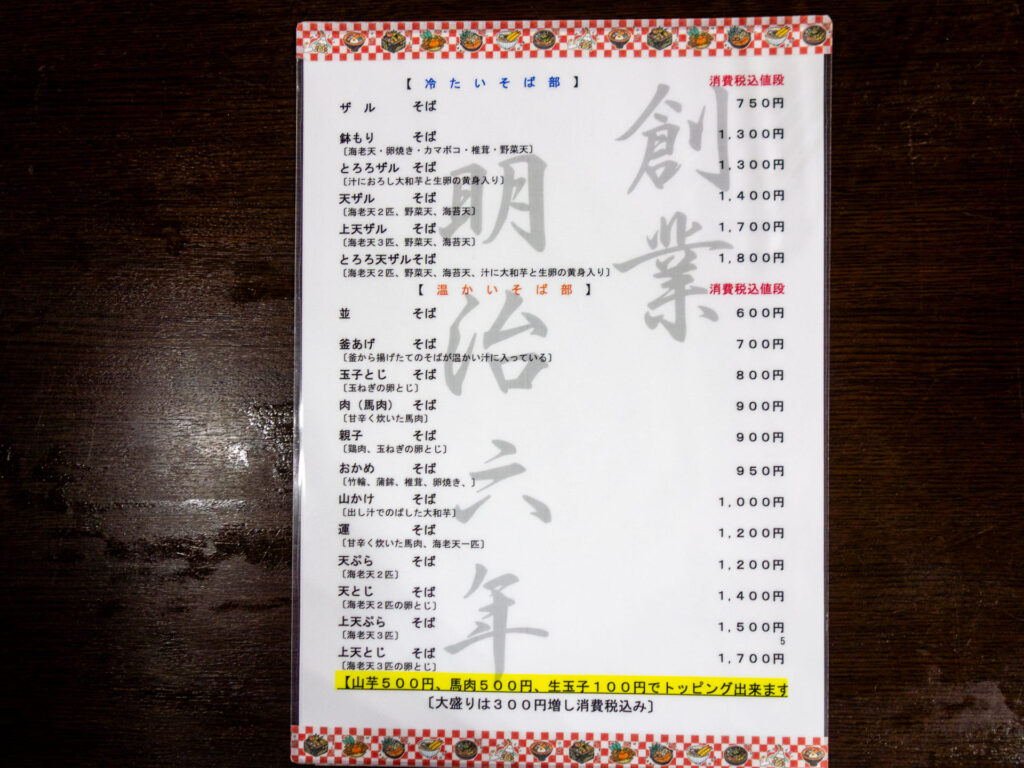 【 冷たいそば部 】 消費税込値段
ザル そば ７５０円
鉢もり そば １，３００円
〔海老天・卵焼き・カマボコ・椎茸・野菜天〕
とろろザル そば １，３００円
〔汁におろし大和芋と生卵の黄身入り〕
天ザル そば １，４００円
〔海老天２匹、野菜天、海苔天〕
上天ザル そば １，７００円
〔海老天３匹、野菜天、海苔天〕
とろろ天ザルそば １，８００円
〔海老天２匹、野菜天、海苔天、汁に大和芋と生卵の黄身入り〕
【 温かいそば部 】 消費税込値段
並 そば ６００円
釜あげ そば ７００円
〔釜から揚げたてのそばが温かい汁に入っている〕
玉子とじ そば ８００円
〔玉ねぎの卵とじ〕
肉（馬肉） そば ９００円
〔甘辛く炊いた馬肉〕
親子 そば ９００円
〔鶏肉、玉ねぎの卵とじ〕
おかめ そば ９５０円
〔竹輪、蒲鉾、椎茸、卵焼き、〕
山かけ そば １，０００円
〔出し汁でのばした大和芋〕
運 そば １，２００円
〔甘辛く炊いた馬肉、海老天一匹〕
天ぷら そば １，２００円
〔海老天２匹〕
天とじ そば １，４００円
〔海老天２匹の卵とじ〕
上天ぷら そば １，５００円
〔海老天３匹〕 5
上天とじ そば １，７００円
〔海老天３匹の卵とじ〕
【山芋５００円、馬肉５００円、生玉子１００円でトッピング出来ます
〔大盛りは３００円増し消費税込み〕
創業
明治六年